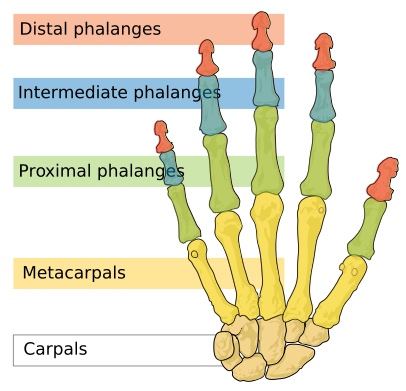 Distal phalanges
Intermediate phalanges
Proximal phalanges
Metacarpals
Carpals